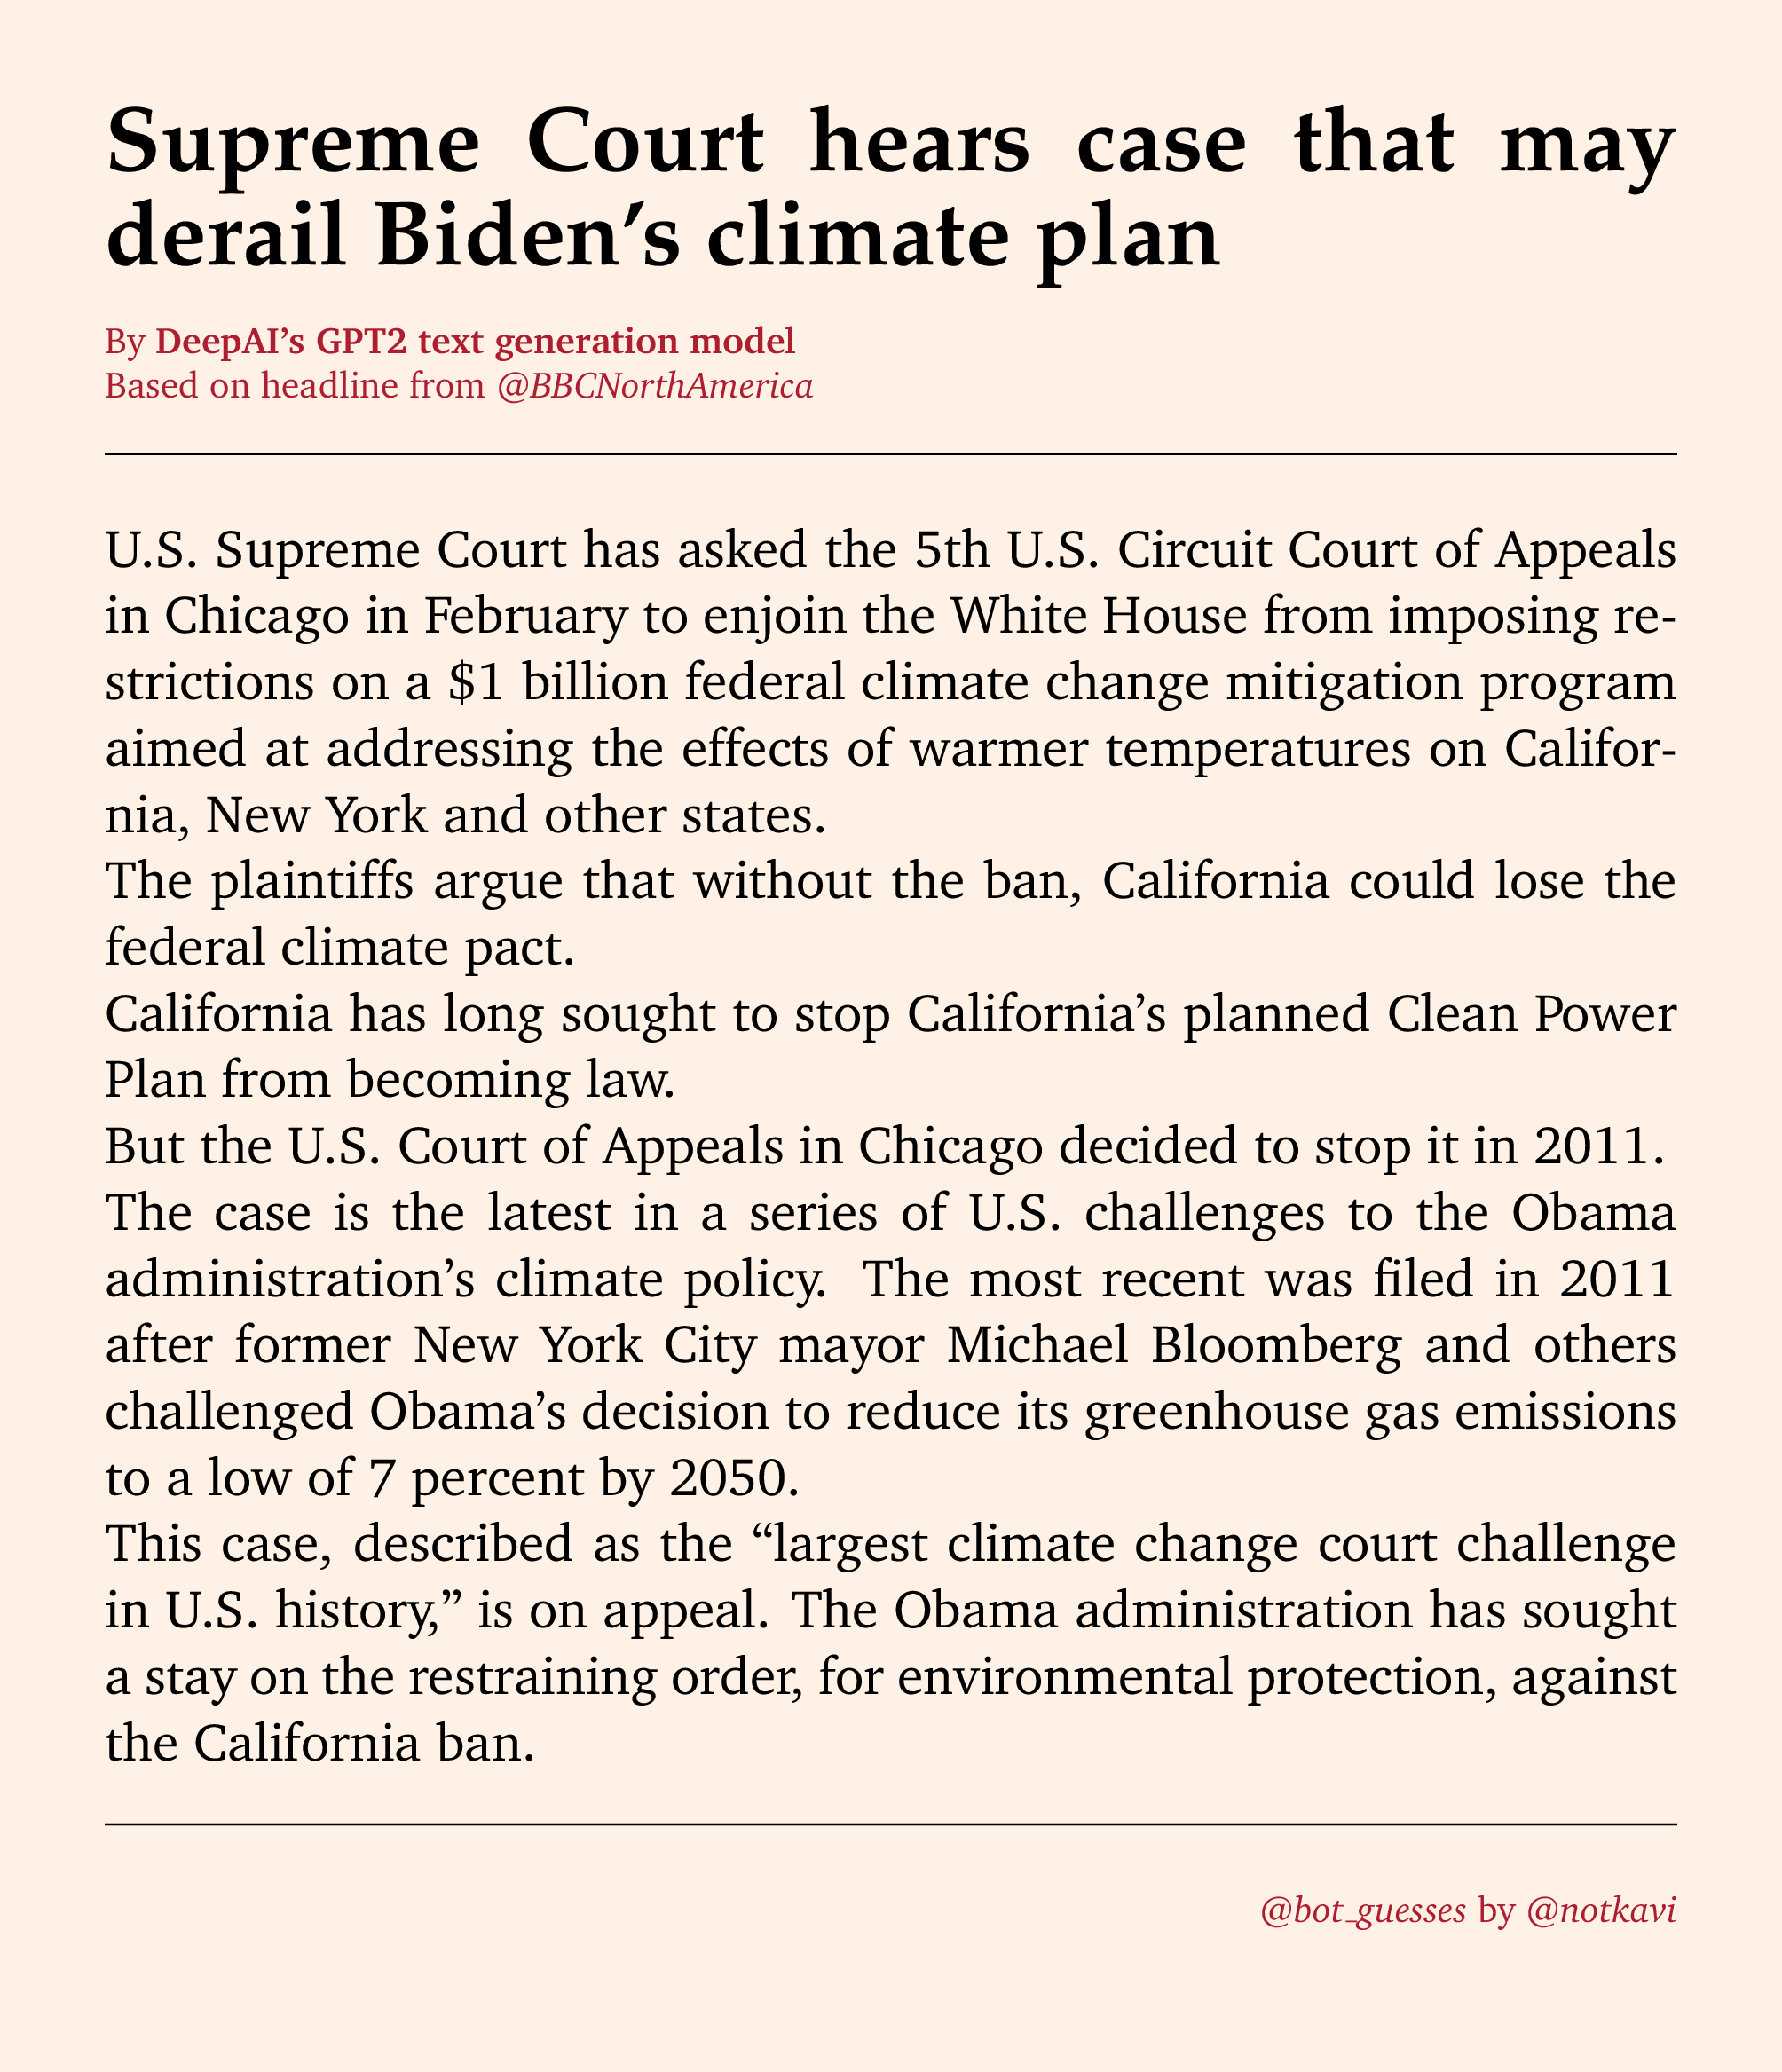 Supreme Court hears case that may
derail Biden’s climate plan
By DeepAI’s GPT2 text generation model
Based on headline from @BBCNorthAmerica
U.S. Supreme Court has asked the 5th U.S. Circuit Court of Appeals
in Chicago in February to enjoin the White House from imposing re-
strictions on a $1 billion federal climate change mitigation program
aimed at addressing the effects of warmer temperatures on Califor-
nia, New York and other states.
The plaintiffs argue that without the ban, California could lose the
federal climate pact.
California has long sought to stop California’s planned Clean Power
Plan from becoming law.
But the U.S. Court of Appeals in Chicago decided to stop it in 2011.
The case is the latest in a series of U.S. challenges to the Obama
administration’s climate policy. The most recent was filed in 2011
after former New York City mayor Michael Bloomberg and others
challenged Obama’s decision to reduce its greenhouse gas emissions
to a low of 7 percent by 2050.
This case, described as the “largest climate change court challenge
in U.S. history,” is on appeal. The Obama administration has sought
a stay on the restraining order, for environmental protection, against
the California ban.
@bot_guesses by @notkavi